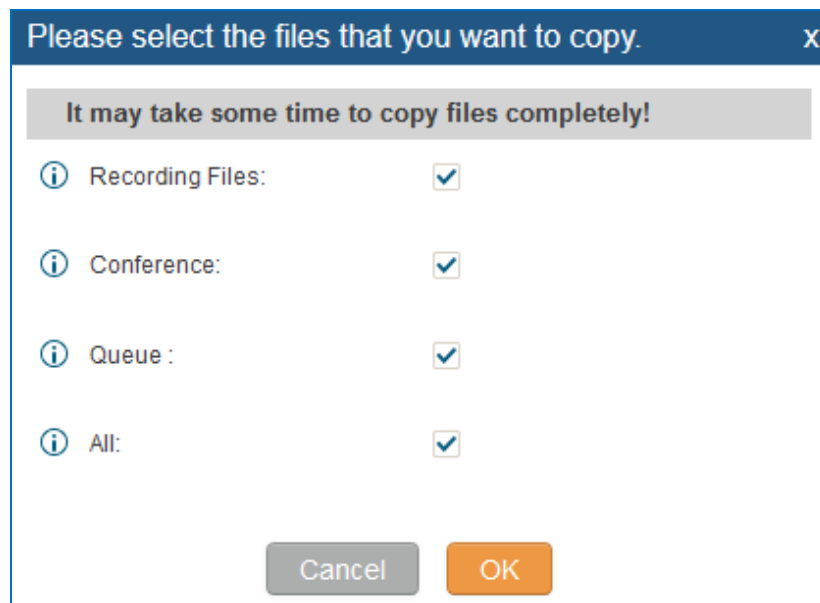 Please select the files that you want to copy. x
It may take some time to copy files completely!
Recording Files:
Conference:
Queue :
All:
Cancel OK